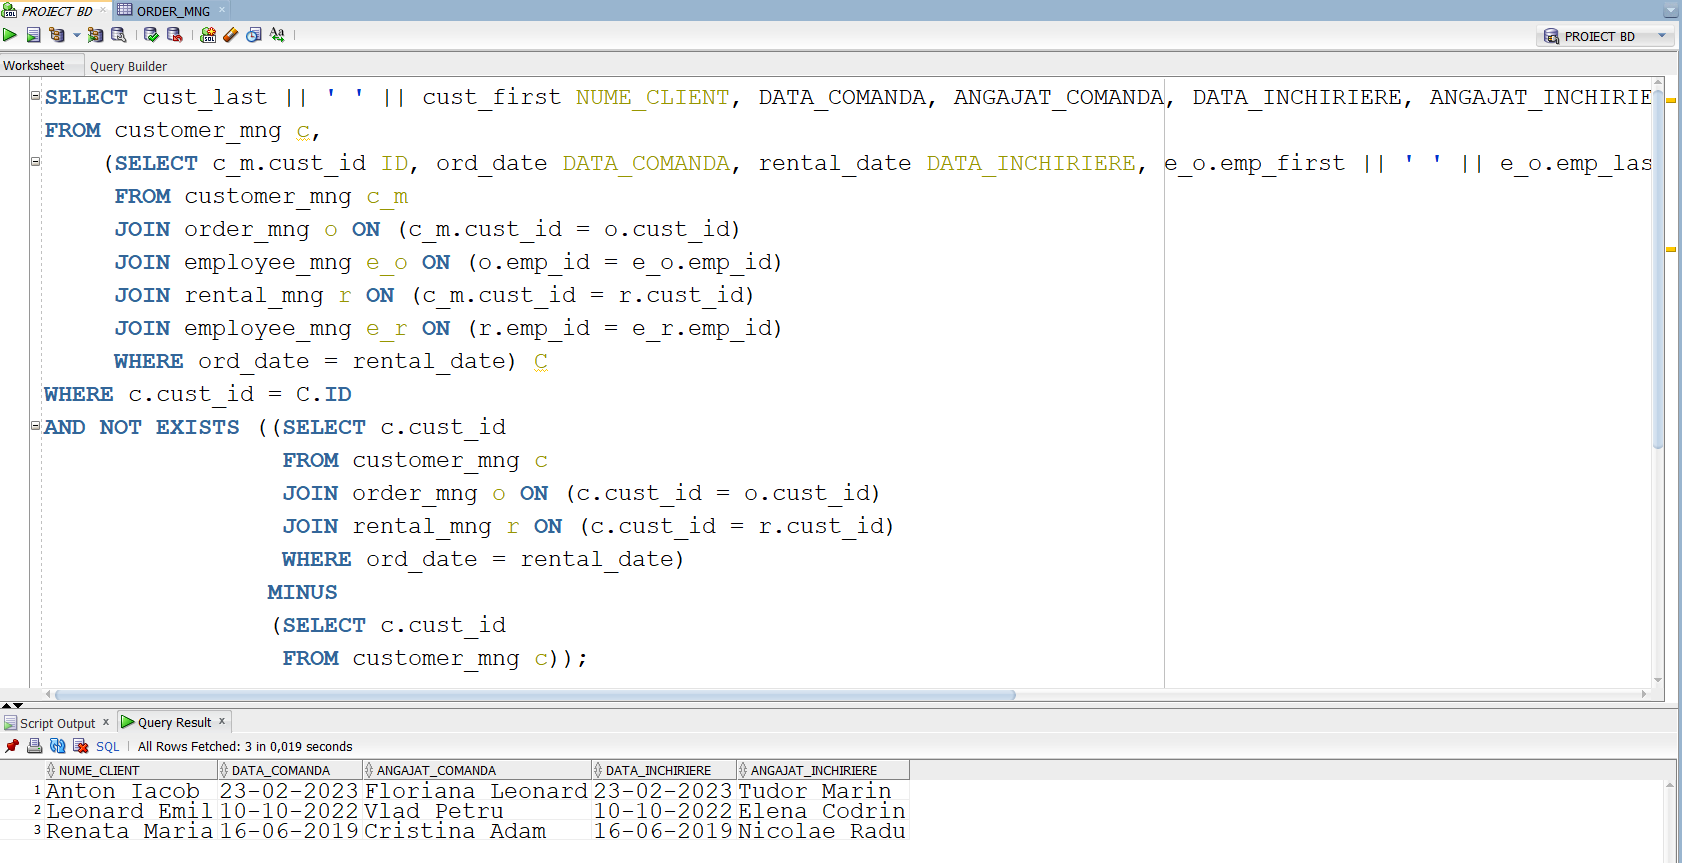 PROIECT BD × ORDER_MNG ×
PROIECT BD
Worksheet Query Builder
SELECT cust_last || ' ' || cust_first NUME_CLIENT, DATA_COMANDA, ANGAJAT_COMANDA, DATA_INCHIRIERE, ANGAJAT_INCHIRIE
FROM customer_mng c,
(SELECT c_m.cust_id ID, ord_date DATA_COMANDA, rental_date DATA_INCHIRIERE, e_o.emp_first || ' ' || e_o.emp_las
FROM customer_mng c_m
JOIN order_mng o ON (c_m.cust_id = o.cust_id)
JOIN employee_mng e_o ON (o.emp_id = e_o.emp_id)
JOIN rental_mng r ON (c_m.cust_id = r.cust_id)
JOIN employee_mng e_r ON (r.emp_id = e_r.emp_id)
WHERE ord_date = rental_date) C
WHERE c.cust_id = C.ID
AND NOT EXISTS ((SELECT c.cust_id
FROM customer_mng c
JOIN order_mng o ON (c.cust_id = o.cust_id)
JOIN rental_mng r ON (c.cust_id = r.cust_id)
WHERE ord_date = rental_date)
MINUS
(SELECT c.cust_id
FROM customer_mng c));
Script Output × Query Result ×
SQL | All Rows Fetched: 3 in 0,019 seconds
NUME_CLIENT DATA_COMANDA ANGAJAT_COMANDA DATA_INCHIRIERE ANGAJAT_INCHIRIERE
1 Anton Iacob 23-02-2023 Floriana Leonard 23-02-2023 Tudor Marin
2 Leonard Emil 10-10-2022 Vlad Petru 10-10-2022 Elena Codrin
3 Renata Maria 16-06-2019 Cristina Adam 16-06-2019 Nicolae Radu